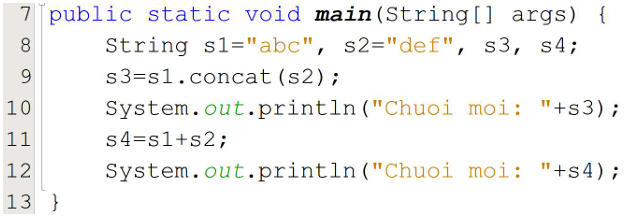 7 public static void main(String[] args) {
8 String s1="abc", s2="def", s3, s4;
9 s3=s1.concat(s2);
10 System.out.println("Chuoi moi: "+s3);
11 s4=s1+s2;
12 System.out.println("Chuoi moi: "+s4);
13 }